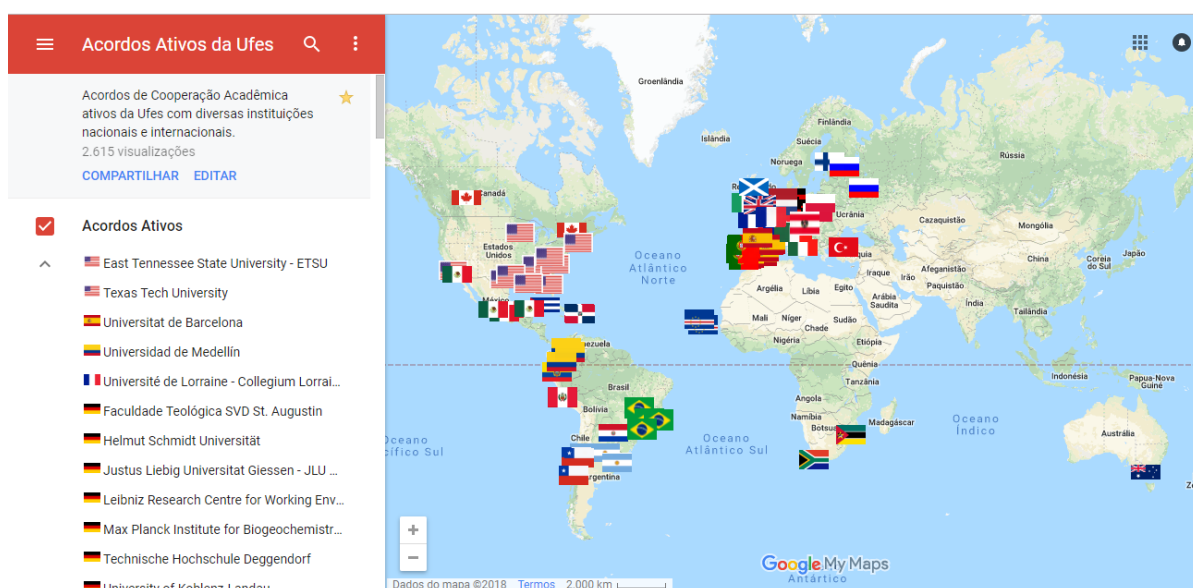 Acordos Ativos da Ufes
Acordos de Cooperação Acadêmica
ativos da Ufes com diversas instituições
nacionais e internacionais.
2.615 visualizações
COMPARTILHAR EDITAR
Acordos Ativos
East Tennessee State University - ETSU
Texas Tech University
Universitat de Barcelona
Universidad de Medellín
Université de Lorraine - Collegium Lorrai...
Faculdade Teológica SVD St. Augustin
Helmut Schmidt Universität
Justus Liebig Universitat Giessen - JLU ...
Leibniz Research Centre for Working Env...
Max Planck Institute for Biogeochemistr...
Technische Hochschule Deggendorf
University of Koblenz-Landau
Groenlândia
Islândia
Finlândia
Suécia
Noruega
Rússia
Canadá
Ucrânia
Cazaquistão
Mongólia
Estados
Unidos
Oceano
Atlântico
Norte
China
Coreia
do Sul
Japão
Iraque
Irã
Afeganistão
Paquistão
Argélia
Líbia
Egito
Arábia
Saudita
Índia
Tailândia
México
Mali
Níger
Chade
Sudão
Nigéria
Etiópia
Quênia
Tanzânia
Indonésia
Papua-Nova
Guiné
Brasil
Bolívia
Angola
Namíbia
Madagáscar
Oceano
Índico
Austrália
Chile
Oceano
Atlântico Sul
Argentina
Google My Maps
Antártico
Dados do mapa ©2018 Termos 2.000 km